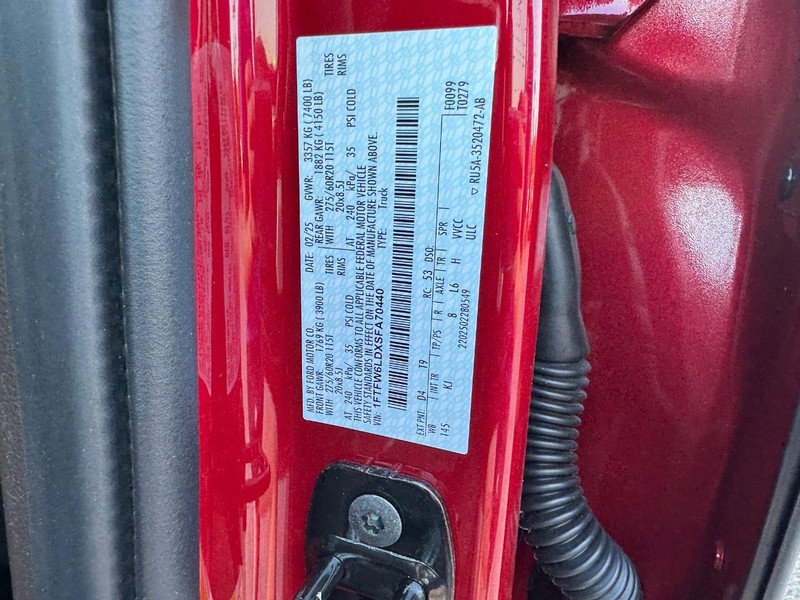 MFD. BY FORD MOTOR CO. DATE: 02/25 GVWR: 3357 KG ( 7400 LB)
FRONT GAWR: 1769 KG ( 3900 LB) REAR GAWR: 1882 KG ( 4150 LB)
WITH 275/60R20 115T TIRES WITH 275/60R20 115T TIRES
20x8.5J RIMS 20x8.5J RIMS
AT 240 kPa/ 35 PSI COLD AT 240 kPa/ 35 PSI COLD
THIS VEHICLE CONFORMS TO ALL APPLICABLE FEDERAL MOTOR VEHICLE
SAFETY STANDARDS IN EFFECT ON THE DATE OF MANUFACTURE SHOWN ABOVE.
VIN: 1FTFW6LDXSFA70440 TYPE: Truck
F0099
T0279
EXT PNT: D4 T9 RC: 53 DSO:
WB INT TR TP/PS R AXLE TR SPR
145 KJ 8 L6 H VVCC
ULC
2202502280549 ▽ RU5A-3520472-AB